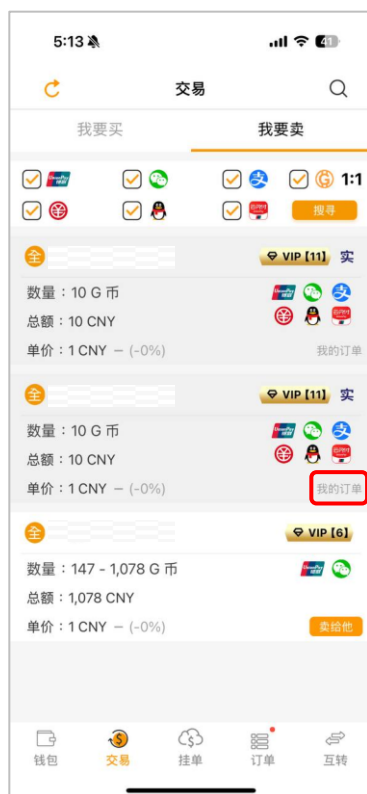 5:13 41
交易
我要买 我要卖
1:1
搜寻
全 VIP [11] 实
数量：10 G 币
总额：10 CNY
单价：1 CNY – (-0%) 我的订单
全 VIP [11] 实
数量：10 G 币
总额：10 CNY
单价：1 CNY – (-0%) 我的订单
全 VIP [6]
数量：147 - 1,078 G 币
总额：1,078 CNY
单价：1 CNY – (-0%) 卖给他
钱包 交易 挂单 订单 互转